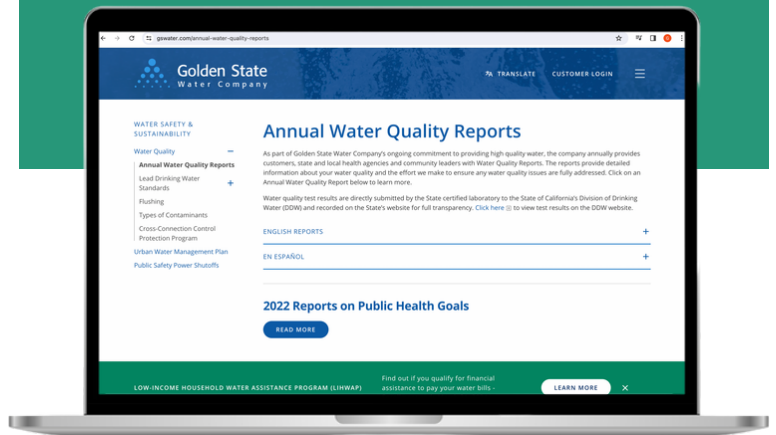 gswater.com/annual-water-quality-reports
Golden State
Water Company
TRANSLATE
CUSTOMER LOGIN
WATER SAFETY &
SUSTAINABILITY
Water Quality
Annual Water Quality Reports
Lead Drinking Water
Standards
Flushing
Types of Contaminants
Cross-Connection Control
Protection Program
Urban Water Management Plan
Public Safety Power Shutoffs
Annual Water Quality Reports
As part of Golden State Water Company's ongoing commitment to providing high quality water, the company annually provides
customers, state and local health agencies and community leaders with Water Quality Reports. The reports provide detailed
information about your water quality and the effort we make to ensure any water quality issues are fully addressed. Click on an
Annual Water Quality Report below to learn more.
Water quality test results are directly submitted by the State certified laboratory to the State of California's Division of Drinking
Water (DDW) and recorded on the State's website for full transparency. Click here to view test results on the DDW website.
ENGLISH REPORTS
EN ESPAÑOL
2022 Reports on Public Health Goals
READ MORE
LOW-INCOME HOUSEHOLD WATER ASSISTANCE PROGRAM (LIHWAP)
Find out if you qualify for financial
assistance to pay your water bills -
LEARN MORE